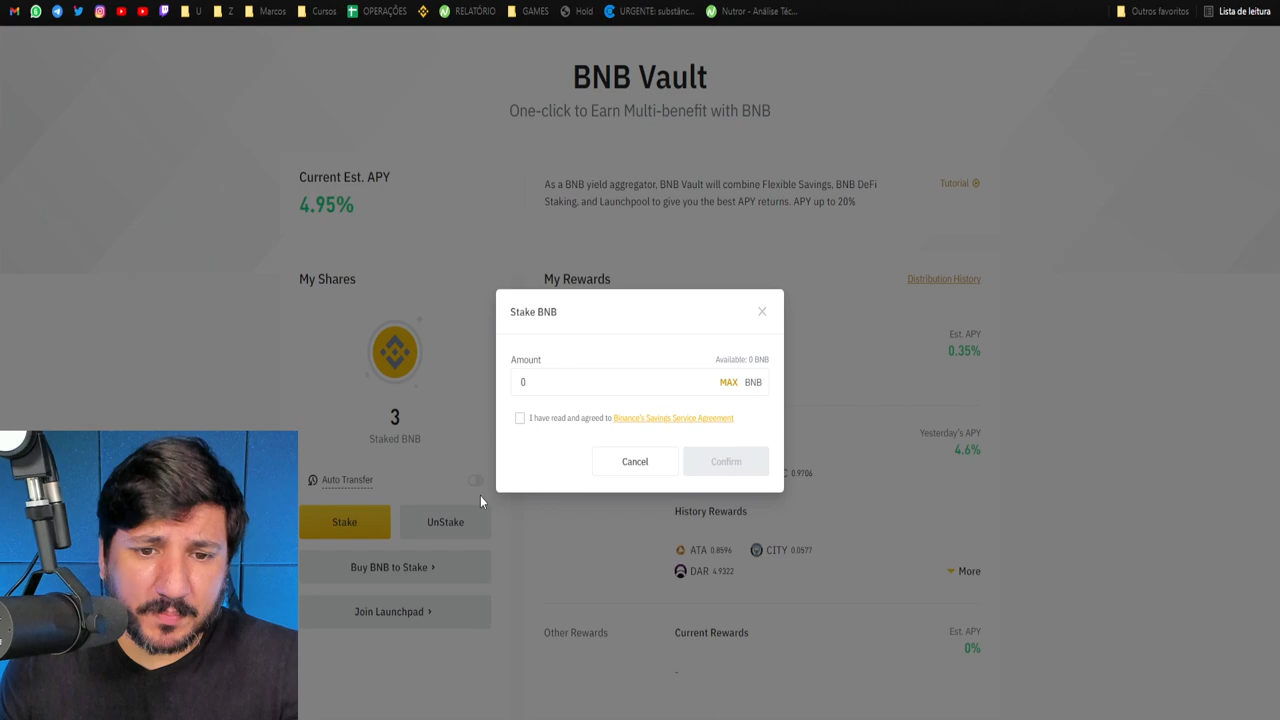 U
Z
Marcos
Cursos
OPERAÇÕES
RELATÓRIO
GAMES
Hold
URGENTE: substânc...
Nutror - Análise Téc...
Outros favoritos
Lista de leitura
BNB Vault
One-click to Earn Multi-benefit with BNB
Current Est. APY
4.95%
As a BNB yield aggregator, BNB Vault will combine Flexible Savings, BNB DeFi
Staking, and Launchpool to give you the best APY returns. APY up to 20%
Tutorial
My Shares
3
Staked BNB
Auto Transfer
Stake
UnStake
Buy BNB to Stake ›
Join Launchpad ›
My Rewards
Distribution History
Est. APY
0.35%
Stake BNB
Amount
Available: 0 BNB
0
MAX
BNB
I have read and agreed to Binance's Savings Service Agreement
Cancel
Confirm
Yesterday's APY
4.6%
0.9706
History Rewards
ATA 0.8596
CITY 0.0577
DAR 4.9322
More
Other Rewards
Current Rewards
Est. APY
0%
-